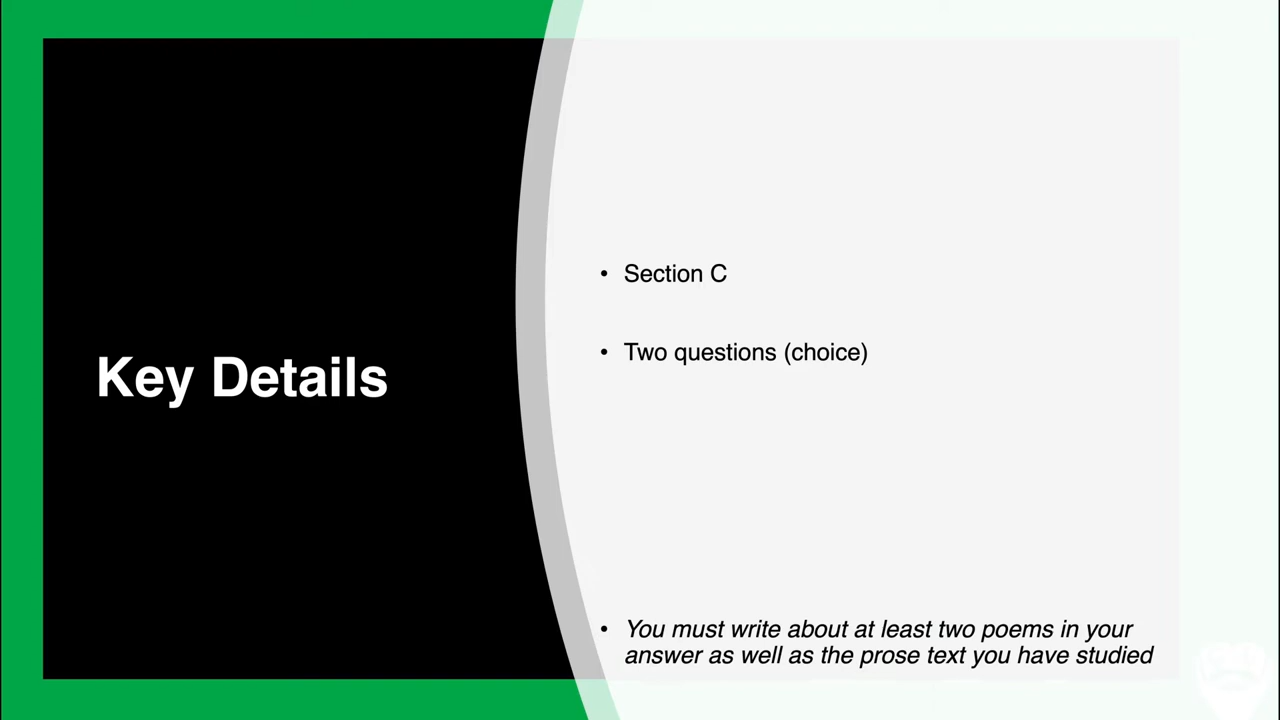 Key Details
• Section C
• Two questions (choice)
• You must write about at least two poems in your
answer as well as the prose text you have studied